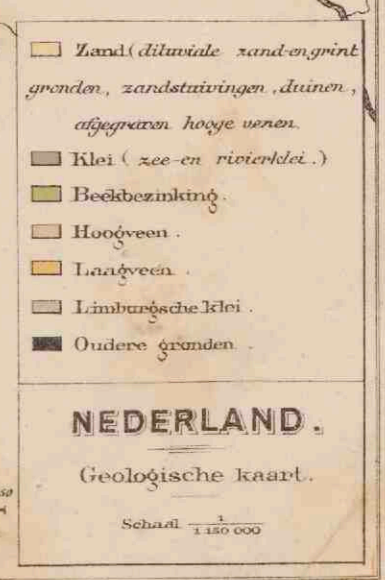 Zand (diluviale zand-en grint
gronden, zandstuivingen, duinen,
afgegraven hooge venen.
Klei ( zee-en rivierklei.)
Beekbezinking.
Hoogveen.
Laagveen.
Limburgsche klei.
Oudere gronden.
NEDERLAND.
Geologische kaart.
Schaal 1/1 150 000
50